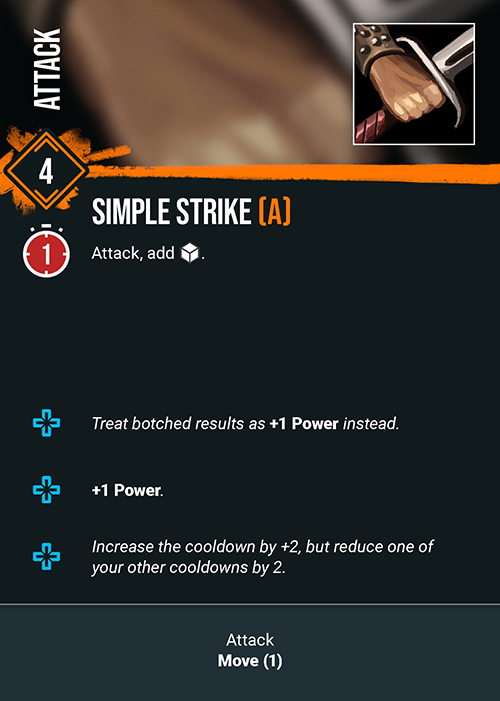 ATTACK
4
SIMPLE STRIKE (A)
1
Attack, add .
Treat botched results as +1 Power instead.
+1 Power.
Increase the cooldown by +2, but reduce one of
your other cooldowns by 2.
Attack
Move (1)